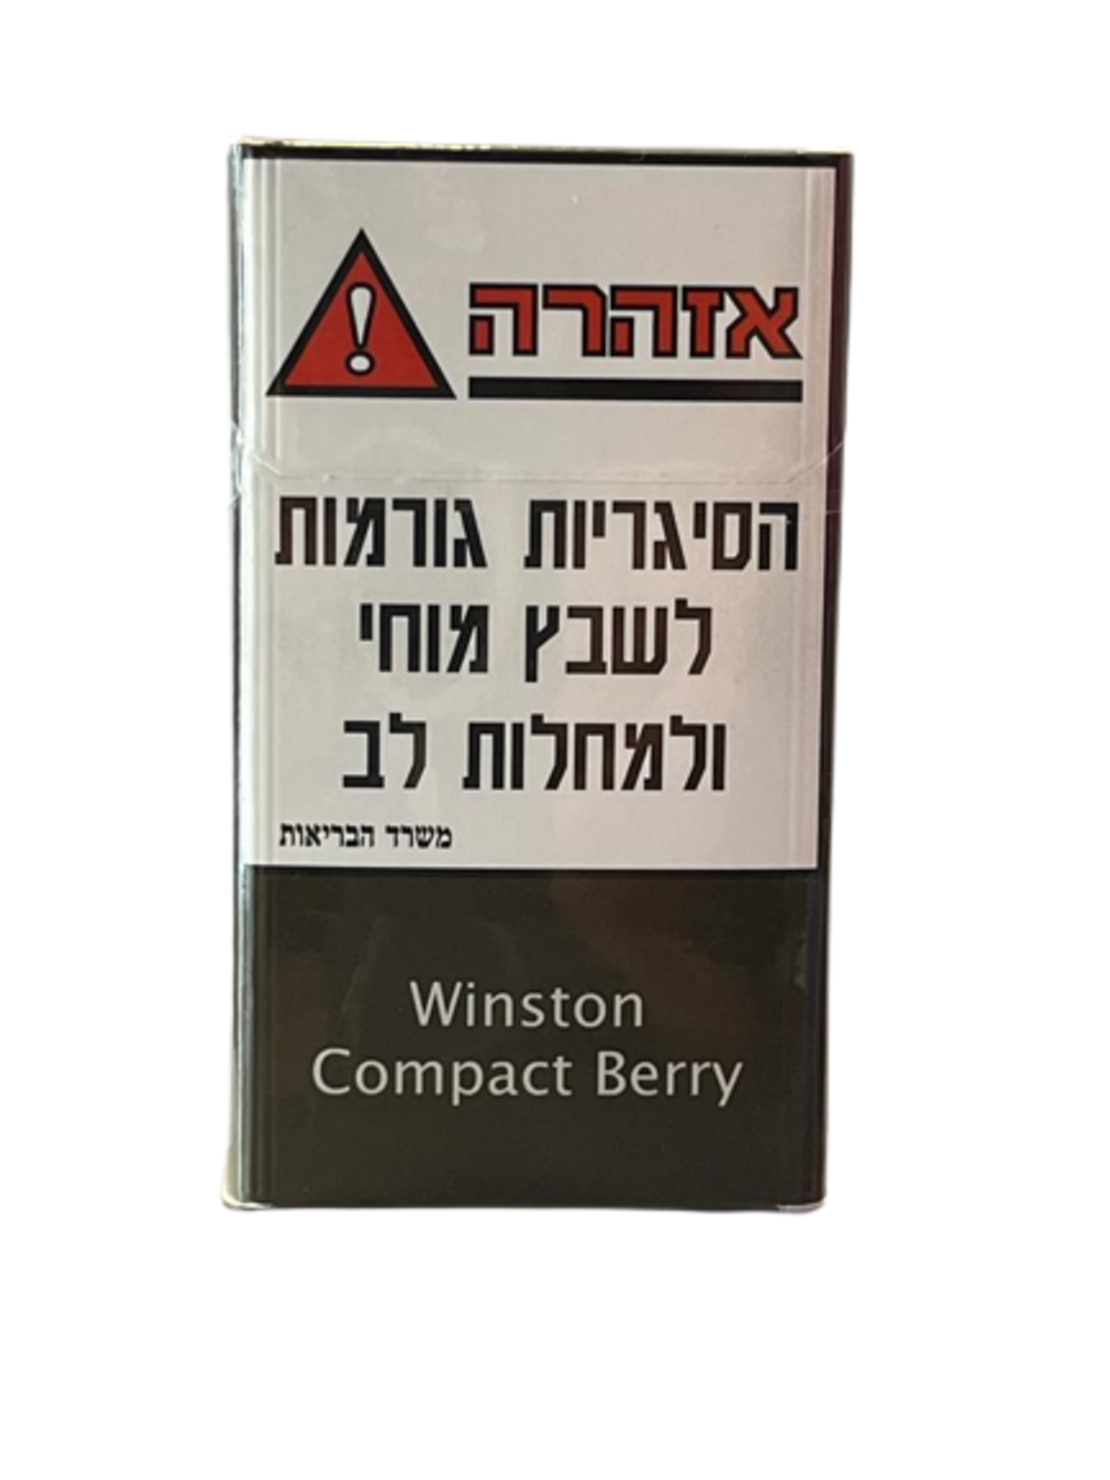 אזהרה
הסיגריות גורמות
לשבץ מוחי
ולמחלות לב
משרד הבריאות
Winston
Compact Berry